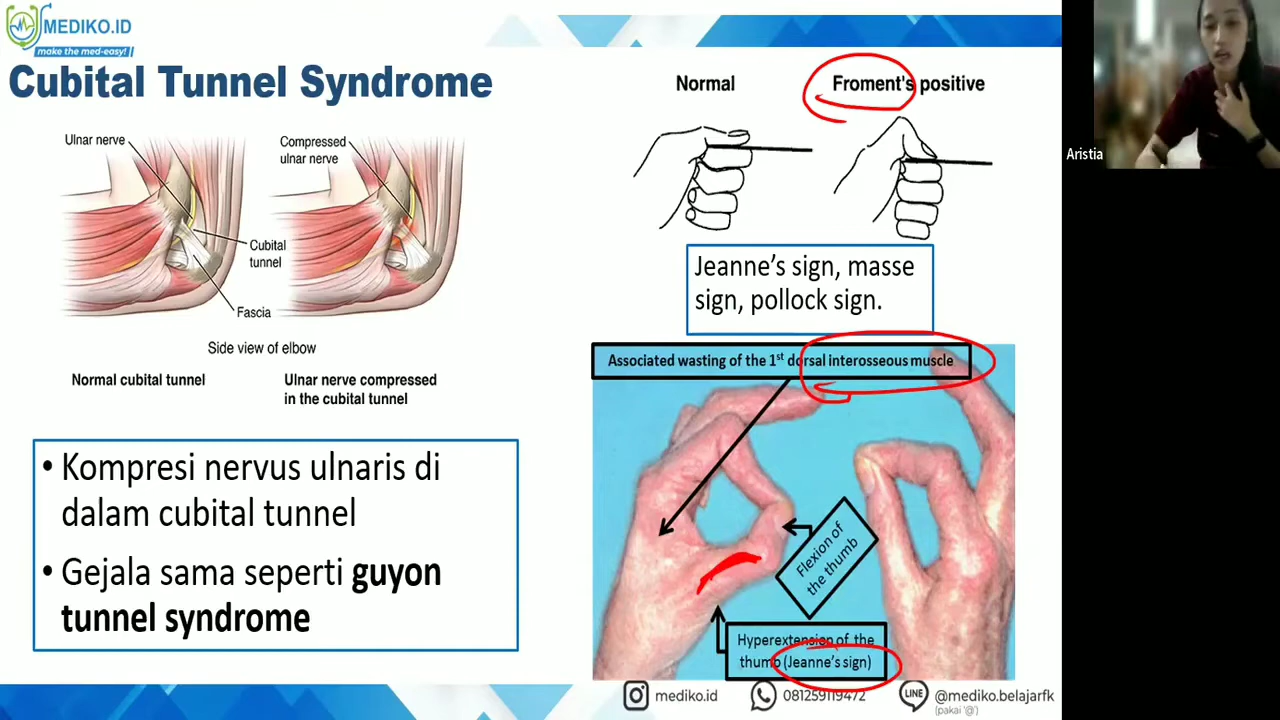 MEDIKO.ID
make the med-easy!
Cubital Tunnel Syndrome
Ulnar nerve
Compressed
ulnar nerve
Cubital
tunnel
Fascia
Side view of elbow
Normal cubital tunnel
Ulnar nerve compressed
in the cubital tunnel
• Kompresi nervus ulnaris di
dalam cubital tunnel
• Gejala sama seperti guyon
tunnel syndrome
Normal
Froment's positive
Jeanne’s sign, masse
sign, pollock sign.
Associated wasting of the 1st dorsal interosseous muscle
Flexion of
the thumb
Hyperextension of the
thumb (Jeanne’s sign)
mediko.id
081259119472
LINE
@mediko.belajarfk
(pakai '@')
Aristia